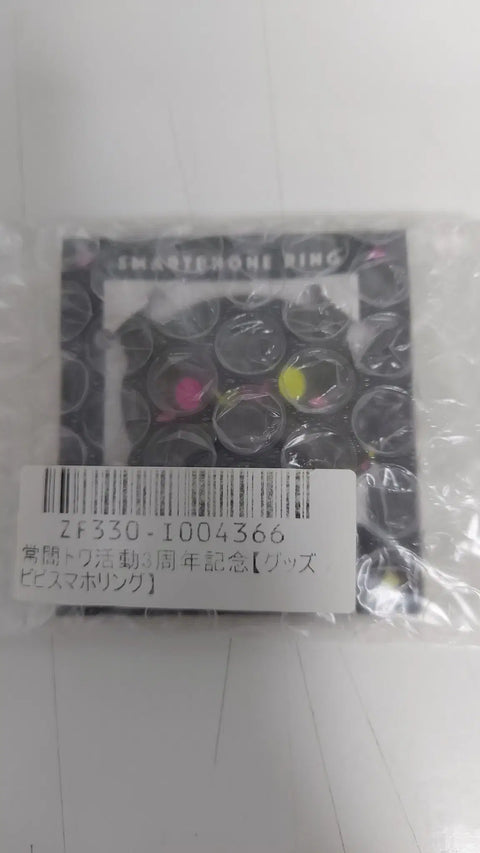 SMARTPHONE RING
ZF330-I004366
常闇トワ活動3周年記念【グッズ
ビビスマホリング】